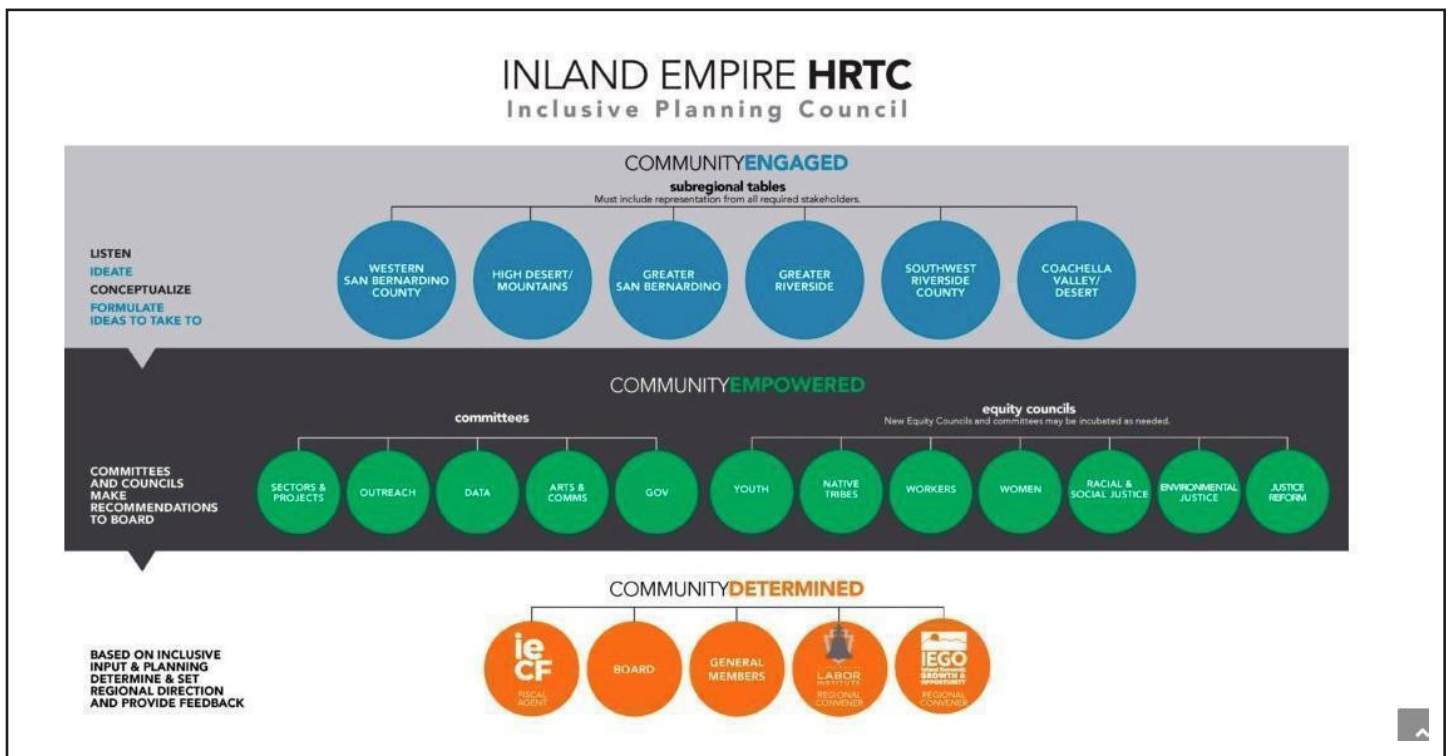 INLAND EMPIRE HRTC
Inclusive Planning Council
COMMUNITYENGAGED
subregional tables
Must include representation from all required stakeholders.
LISTEN
IDEATE
CONCEPTUALIZE
FORMULATE
IDEAS TO TAKE TO
WESTERN
SAN BERNARDINO
COUNTY
HIGH DESERT/
MOUNTAINS
GREATER
SAN BERNARDINO
GREATER
RIVERSIDE
SOUTHWEST
RIVERSIDE
COUNTY
COACHELLA
VALLEY/
DESERT
COMMUNITYEMPOWERED
committees
equity councils
New Equity Councils and committees may be incubated as needed.
COMMITTEES
AND COUNCILS
MAKE
RECOMMENDATIONS
TO BOARD
SECTORS &
PROJECTS
OUTREACH
DATA
ARTS &
COMMS
GOV
YOUTH
NATIVE
TRIBES
WORKERS
WOMEN
RACIAL &
SOCIAL JUSTICE
ENVIRONMENTAL
JUSTICE
JUSTICE
REFORM
COMMUNITYDETERMINED
BASED ON INCLUSIVE
INPUT & PLANNING
DETERMINE & SET
REGIONAL DIRECTION
AND PROVIDE FEEDBACK
ie
CF
FISCAL
AGENT
BOARD
GENERAL
MEMBERS
LABOR
INSTITUTE
REGIONAL
CONVENER
IEGO
Inland Economic
GROWTH &
OPPORTUNITY
REGIONAL
CONVENER